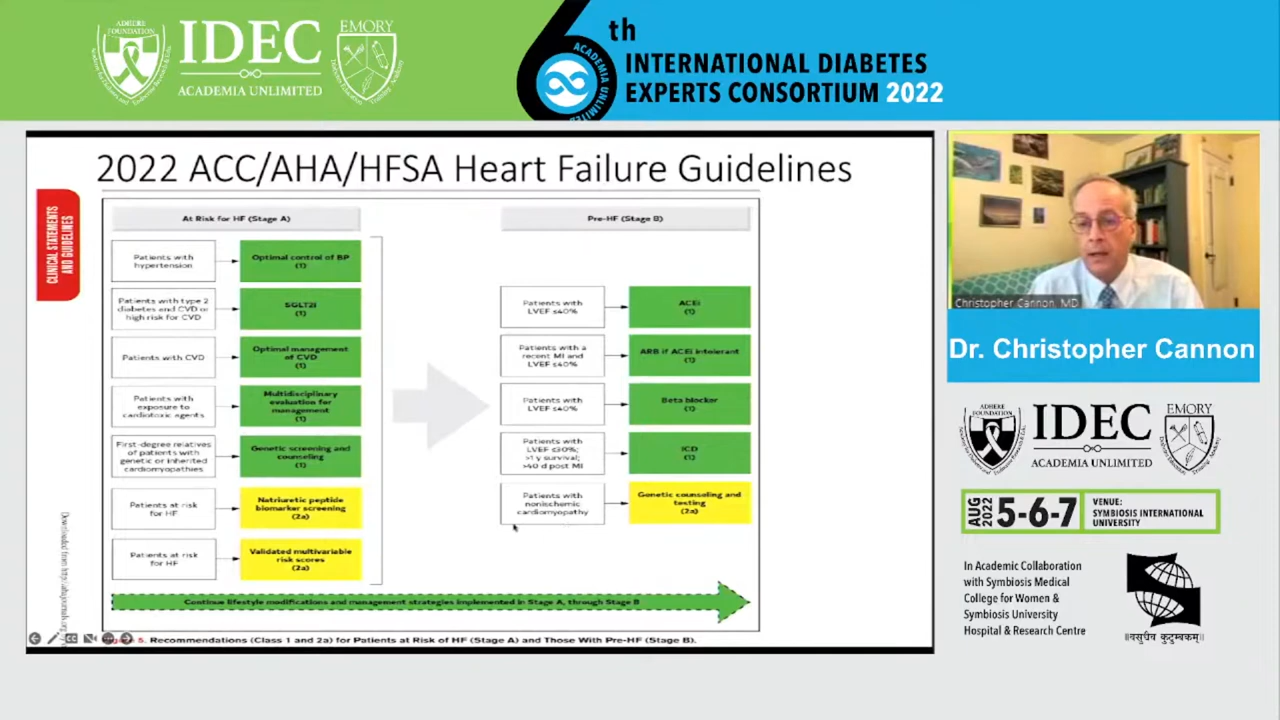 ADHERE
FOUNDATION
IDEC
ACADEMIA UNLIMITED
EMORY
6th
ACADEMIA UNLIMITED
INTERNATIONAL DIABETES
EXPERTS CONSORTIUM 2022
2022 ACC/AHA/HFSA Heart Failure Guidelines
CLINICAL STATEMENTS
AND GUIDELINES
At Risk for HF (Stage A)
Patients with
hypertension
Optimal control of BP
(1)
Patients with type 2
diabetes and CVD or
high risk for CVD
SGLT2i
(1)
Patients with CVD
Optimal management
of CVD
(1)
Patients with
exposure to
cardiotoxic agents
Multidisciplinary
evaluation for
management
(1)
First-degree relatives
of patients with
genetic or inherited
cardiomyopathies
Genetic screening and
counseling
(1)
Patients at risk
for HF
Natriuretic peptide
biomarker screening
(2a)
Patients at risk
for HF
Validated multivariable
risk scores
(2a)
Pre-HF (Stage B)
Patients with
LVEF ≤40%
ACEi
(1)
Patients with a
recent MI and
LVEF ≤40%
ARB if ACEi intolerant
(1)
Patients with
LVEF ≤40%
Beta blocker
(1)
Patients with
LVEF ≤30%;
>1 y survival;
>40 d post MI
ICD
(1)
Patients with
nonischemic
cardiomyopathy
Genetic counseling and
testing
(2a)
Continue lifestyle modifications and management strategies implemented in Stage A, through Stage B
5. Recommendations (Class 1 and 2a) for Patients at Risk of HF (Stage A) and Those With Pre-HF (Stage B).
Downloaded from
Christopher Cannon, MD
Dr. Christopher Cannon
ADHERE
FOUNDATION
IDEC
ACADEMIA UNLIMITED
EMORY
AUG
2022
5-6-7
VENUE:
SYMBIOSIS INTERNATIONAL
UNIVERSITY
In Academic Collaboration
with Symbiosis Medical
College for Women &
Symbiosis University
Hospital & Research Centre
॥वसुधैव कुटुम्बकम्॥